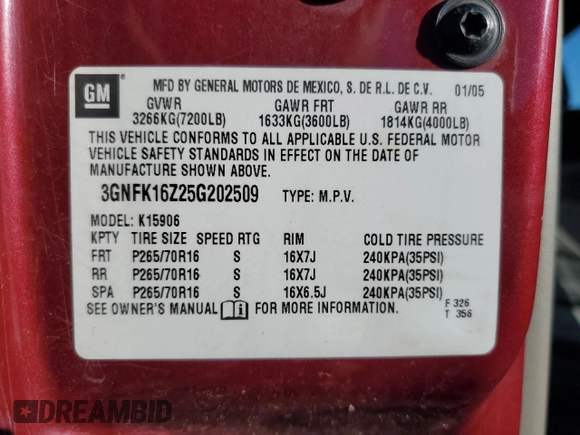 GM
MFD BY GENERAL MOTORS DE MEXICO, S. DE R.L. DE C.V. 01/05
GVWR GAWR FRT GAWR RR
3266KG(7200LB) 1633KG(3600LB) 1814KG(4000LB)
THIS VEHICLE CONFORMS TO ALL APPLICABLE U.S. FEDERAL MOTOR
VEHICLE SAFETY STANDARDS IN EFFECT ON THE DATE OF
MANUFACTURE SHOWN ABOVE.
3GNFK16Z25G202509 TYPE: M.P.V.
MODEL: K15906
KPTY TIRE SIZE SPEED RTG RIM COLD TIRE PRESSURE
FRT P265/70R16 S 16X7J 240KPA(35PSI)
RR P265/70R16 S 16X7J 240KPA(35PSI)
SPA P265/70R16 S 16X6.5J 240KPA(35PSI)
SEE OWNER'S MANUAL i FOR MORE INFORMATION.
F 326
T 356
DREAMBID